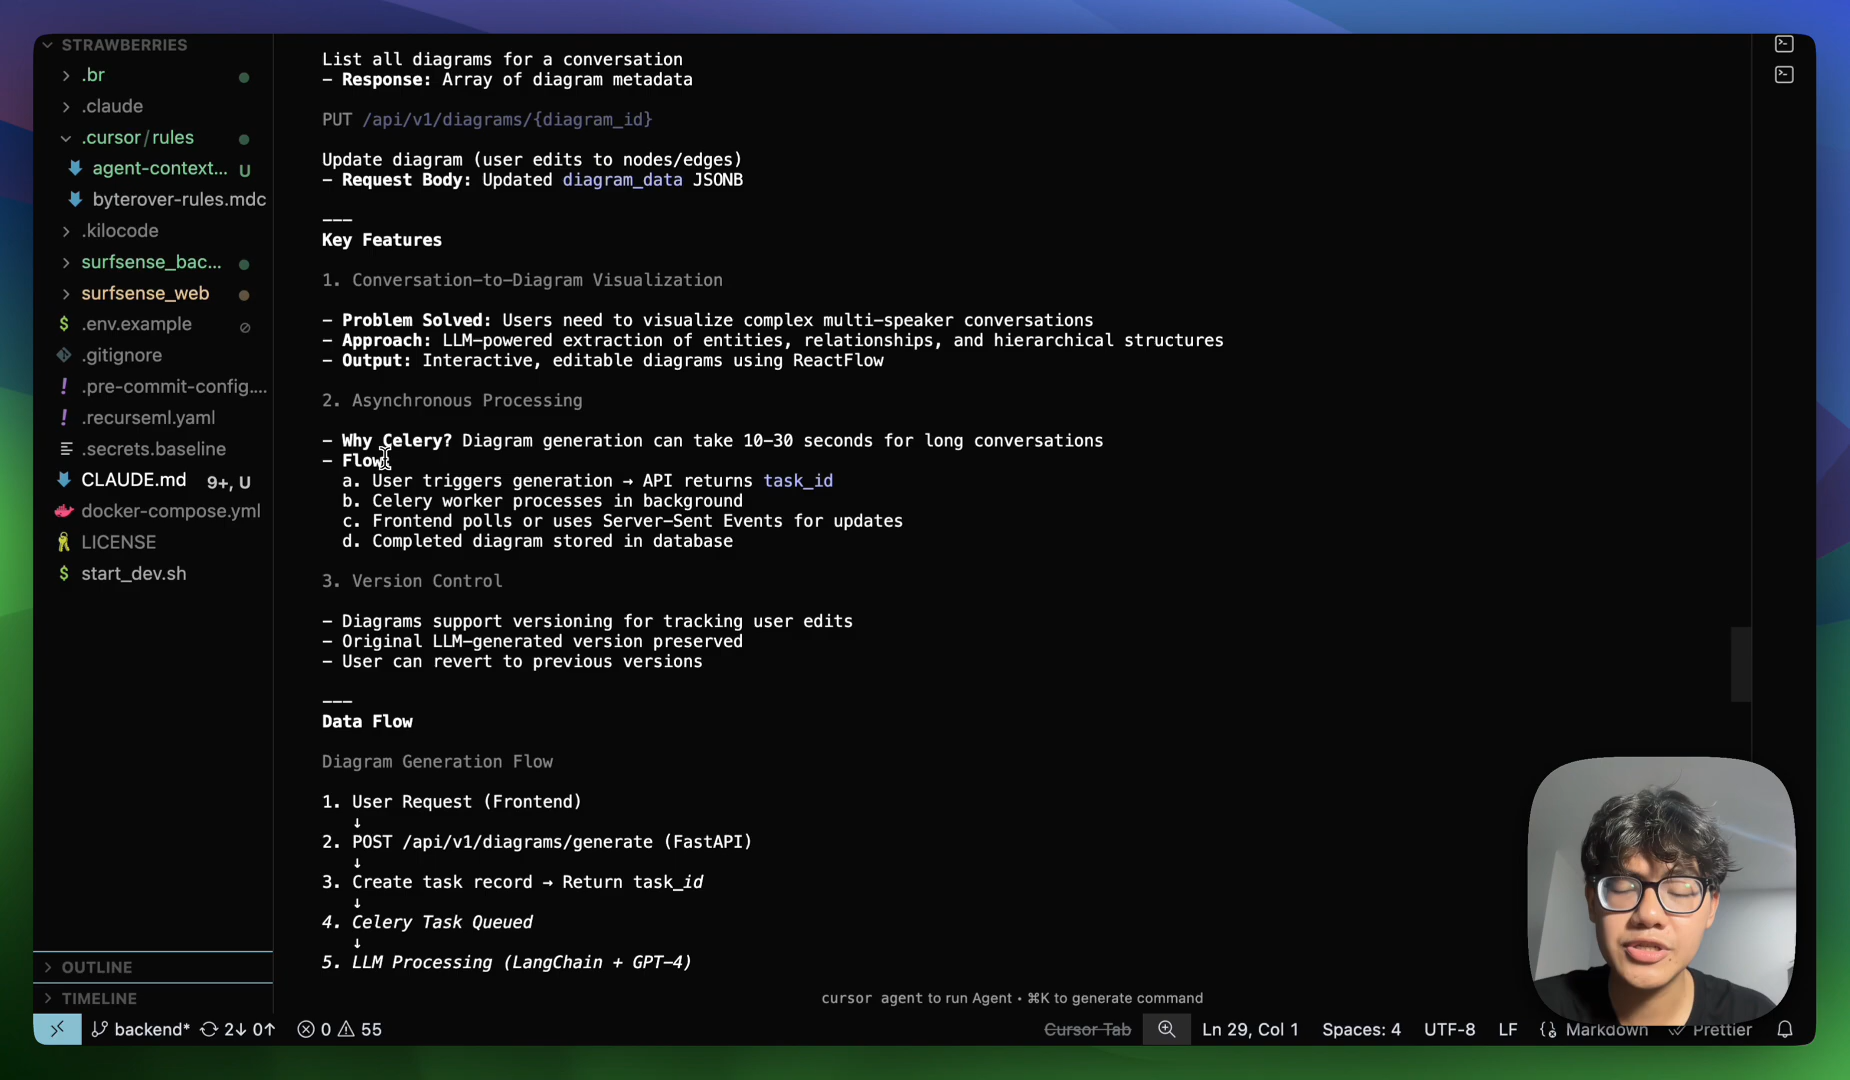 STRAWBERRIES
.br
.claude
.cursor/rules
agent-context... U
byterover-rules.mdc
.kilocode
surfsense_bac...
surfsense_web
.env.example
.gitignore
.pre-commit-config....
.recurseml.yaml
.secrets.baseline
CLAUDE.md 9+, U
docker-compose.yml
LICENSE
start_dev.sh
OUTLINE
TIMELINE
List all diagrams for a conversation
– Response: Array of diagram metadata
PUT /api/v1/diagrams/{diagram_id}
Update diagram (user edits to nodes/edges)
– Request Body: Updated diagram_data JSONB
———
Key Features
1. Conversation-to-Diagram Visualization
– Problem Solved: Users need to visualize complex multi-speaker conversations
– Approach: LLM-powered extraction of entities, relationships, and hierarchical structures
– Output: Interactive, editable diagrams using ReactFlow
2. Asynchronous Processing
– Why Celery? Diagram generation can take 10-30 seconds for long conversations
– Flow:
a. User triggers generation → API returns task_id
b. Celery worker processes in background
c. Frontend polls or uses Server-Sent Events for updates
d. Completed diagram stored in database
3. Version Control
– Diagrams support versioning for tracking user edits
– Original LLM-generated version preserved
– User can revert to previous versions
———
Data Flow
Diagram Generation Flow
1. User Request (Frontend)
↓
2. POST /api/v1/diagrams/generate (FastAPI)
↓
3. Create task record → Return task_id
↓
4. Celery Task Queued
↓
5. LLM Processing (LangChain + GPT-4)
cursor agent to run Agent • ⌘K to generate command
backend* 2↓ 0↑ 0 55 Cursor Tab Ln 29, Col 1 Spaces: 4 UTF-8 LF Markdown Prettier